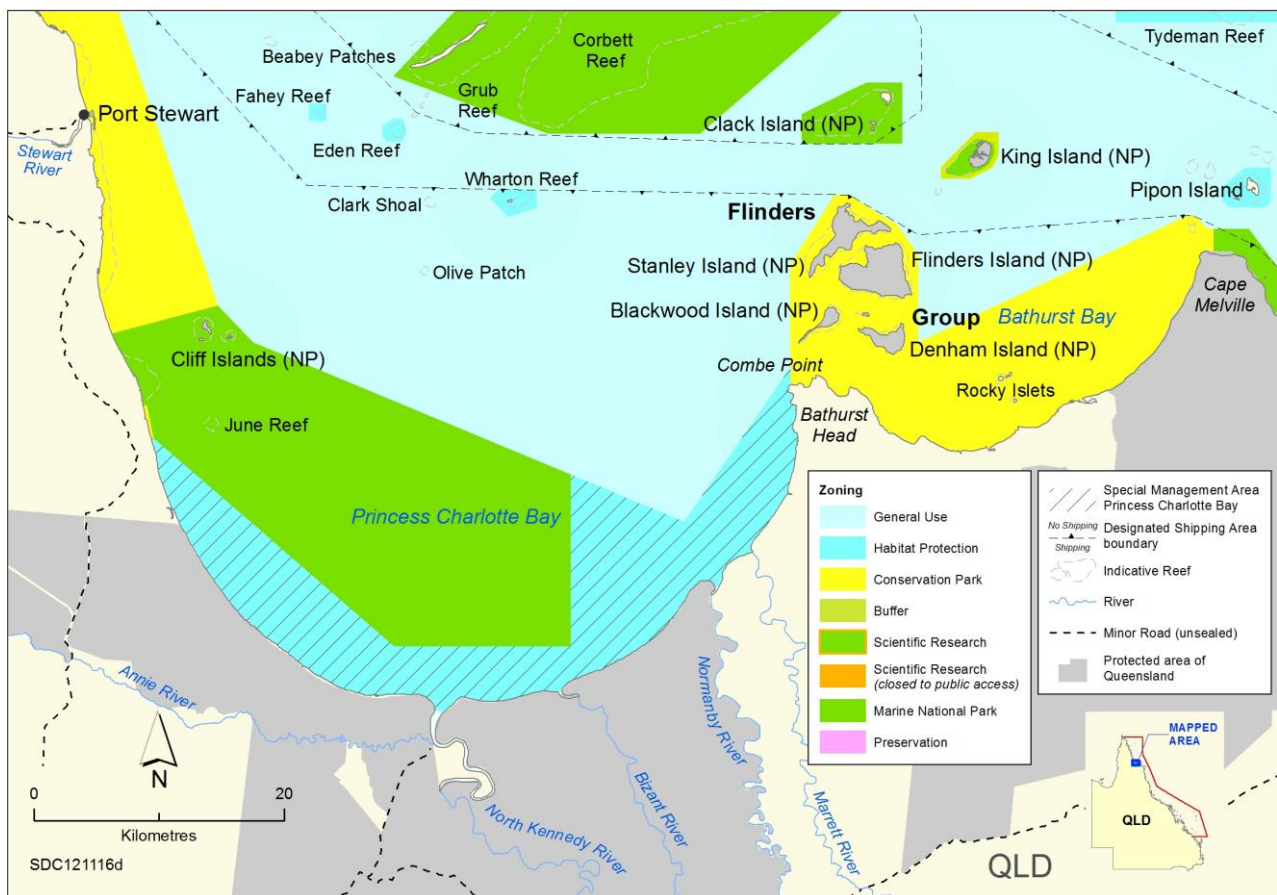 Beabey Patches
Corbett
Reef
Tydeman Reef
Fahey Reef
Grub
Reef
Port Stewart
Clack Island (NP)
Stewart
River
Eden Reef
King Island (NP)
Wharton Reef
Pipon Island
Clark Shoal
Flinders
Olive Patch
Stanley Island (NP)
Flinders Island (NP)
Cape
Melville
Blackwood Island (NP)
Group
Bathurst Bay
Cliff Islands (NP)
Combe Point
Denham Island (NP)
Rocky Islets
June Reef
Bathurst
Head
Princess Charlotte Bay
Annie River
Normanby River
Bizant River
North Kennedy River
Marrett River
N
0
20
Kilometres
SDC121116d
Zoning
General Use
Habitat Protection
Conservation Park
Buffer
Scientific Research
Scientific Research
(closed to public access)
Marine National Park
Preservation
Special Management Area
Princess Charlotte Bay
No Shipping
Shipping
Designated Shipping Area
boundary
Indicative Reef
River
Minor Road (unsealed)
Protected area of
Queensland
MAPPED
AREA
QLD
QLD